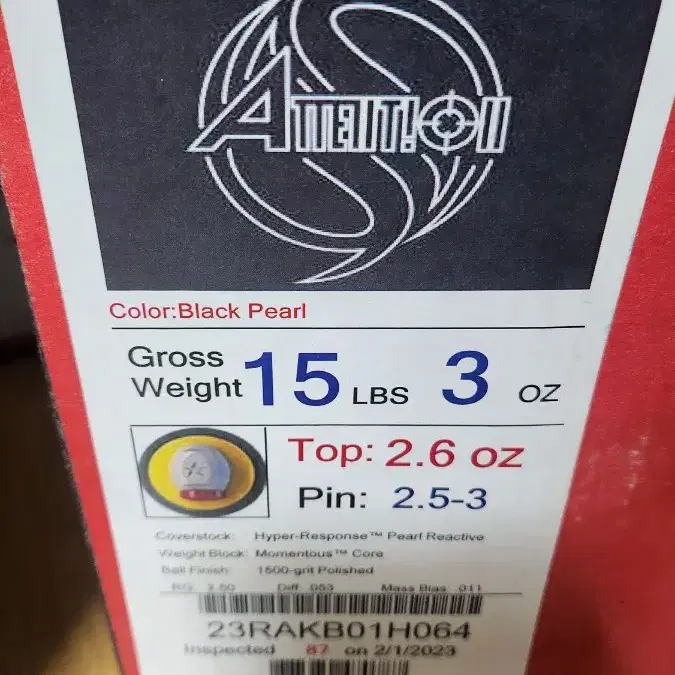 ATTENT!ON
Color:Black Pearl
Gross Weight 15 LBS 3 OZ
Top: 2.6 oz
Pin: 2.5-3
Coverstock: Hyper-Response™ Pearl Reactive
Weight Block: Momentous™ Core
Ball Finish: 1500-grit Polished
RG: 2.50 Diff .053 Mass Bias .011
23RAKB01H064
Inspected 87 on 2/1/2023